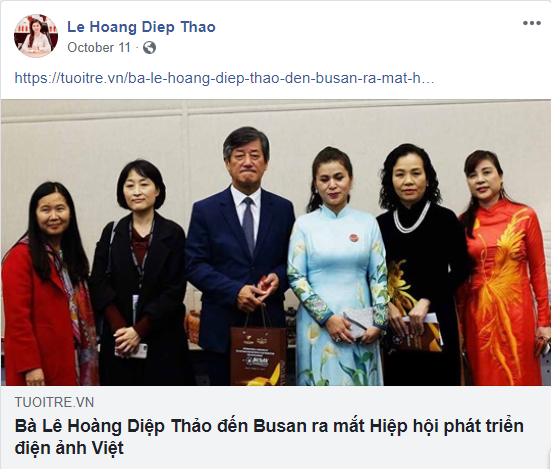 Le Hoang Diep Thao
October 11
https://tuoitre.vn/ba-le-hoang-diep-thao-den-busan-ra-mat-h...
TUOITRE.VN
Bà Lê Hoàng Diệp Thảo đến Busan ra mắt Hiệp hội phát triển
điện ảnh Việt